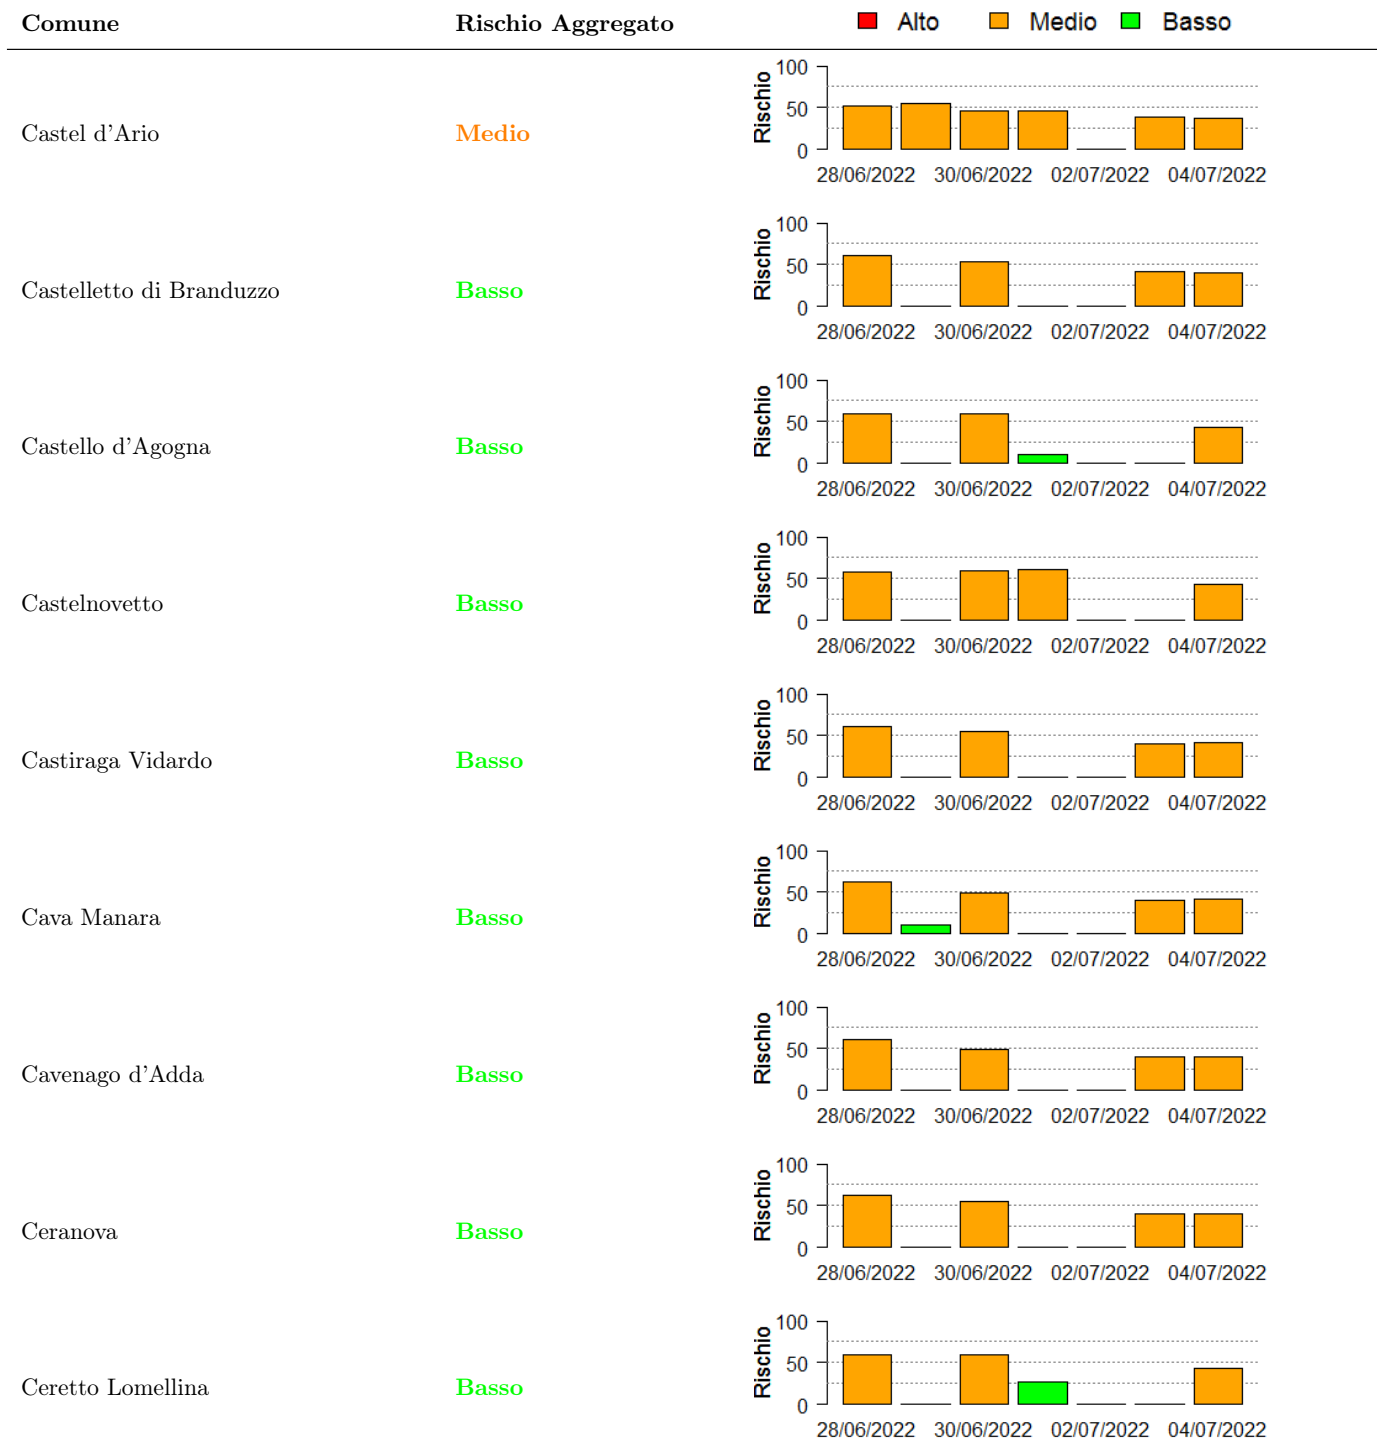 Comune Rischio Aggregato Alto Medio Basso
Castel d'Ario Medio
Rischio
100
50
0
28/06/2022 30/06/2022 02/07/2022 04/07/2022
Castelletto di Branduzzo Basso
Rischio
100
50
0
28/06/2022 30/06/2022 02/07/2022 04/07/2022
Castello d'Agogna Basso
Rischio
100
50
0
28/06/2022 30/06/2022 02/07/2022 04/07/2022
Castelnovetto Basso
Rischio
100
50
0
28/06/2022 30/06/2022 02/07/2022 04/07/2022
Castiraga Vidardo Basso
Rischio
100
50
0
28/06/2022 30/06/2022 02/07/2022 04/07/2022
Cava Manara Basso
Rischio
100
50
0
28/06/2022 30/06/2022 02/07/2022 04/07/2022
Cavenago d'Adda Basso
Rischio
100
50
0
28/06/2022 30/06/2022 02/07/2022 04/07/2022
Ceranova Basso
Rischio
100
50
0
28/06/2022 30/06/2022 02/07/2022 04/07/2022
Ceretto Lomellina Basso
Rischio
100
50
0
28/06/2022 30/06/2022 02/07/2022 04/07/2022